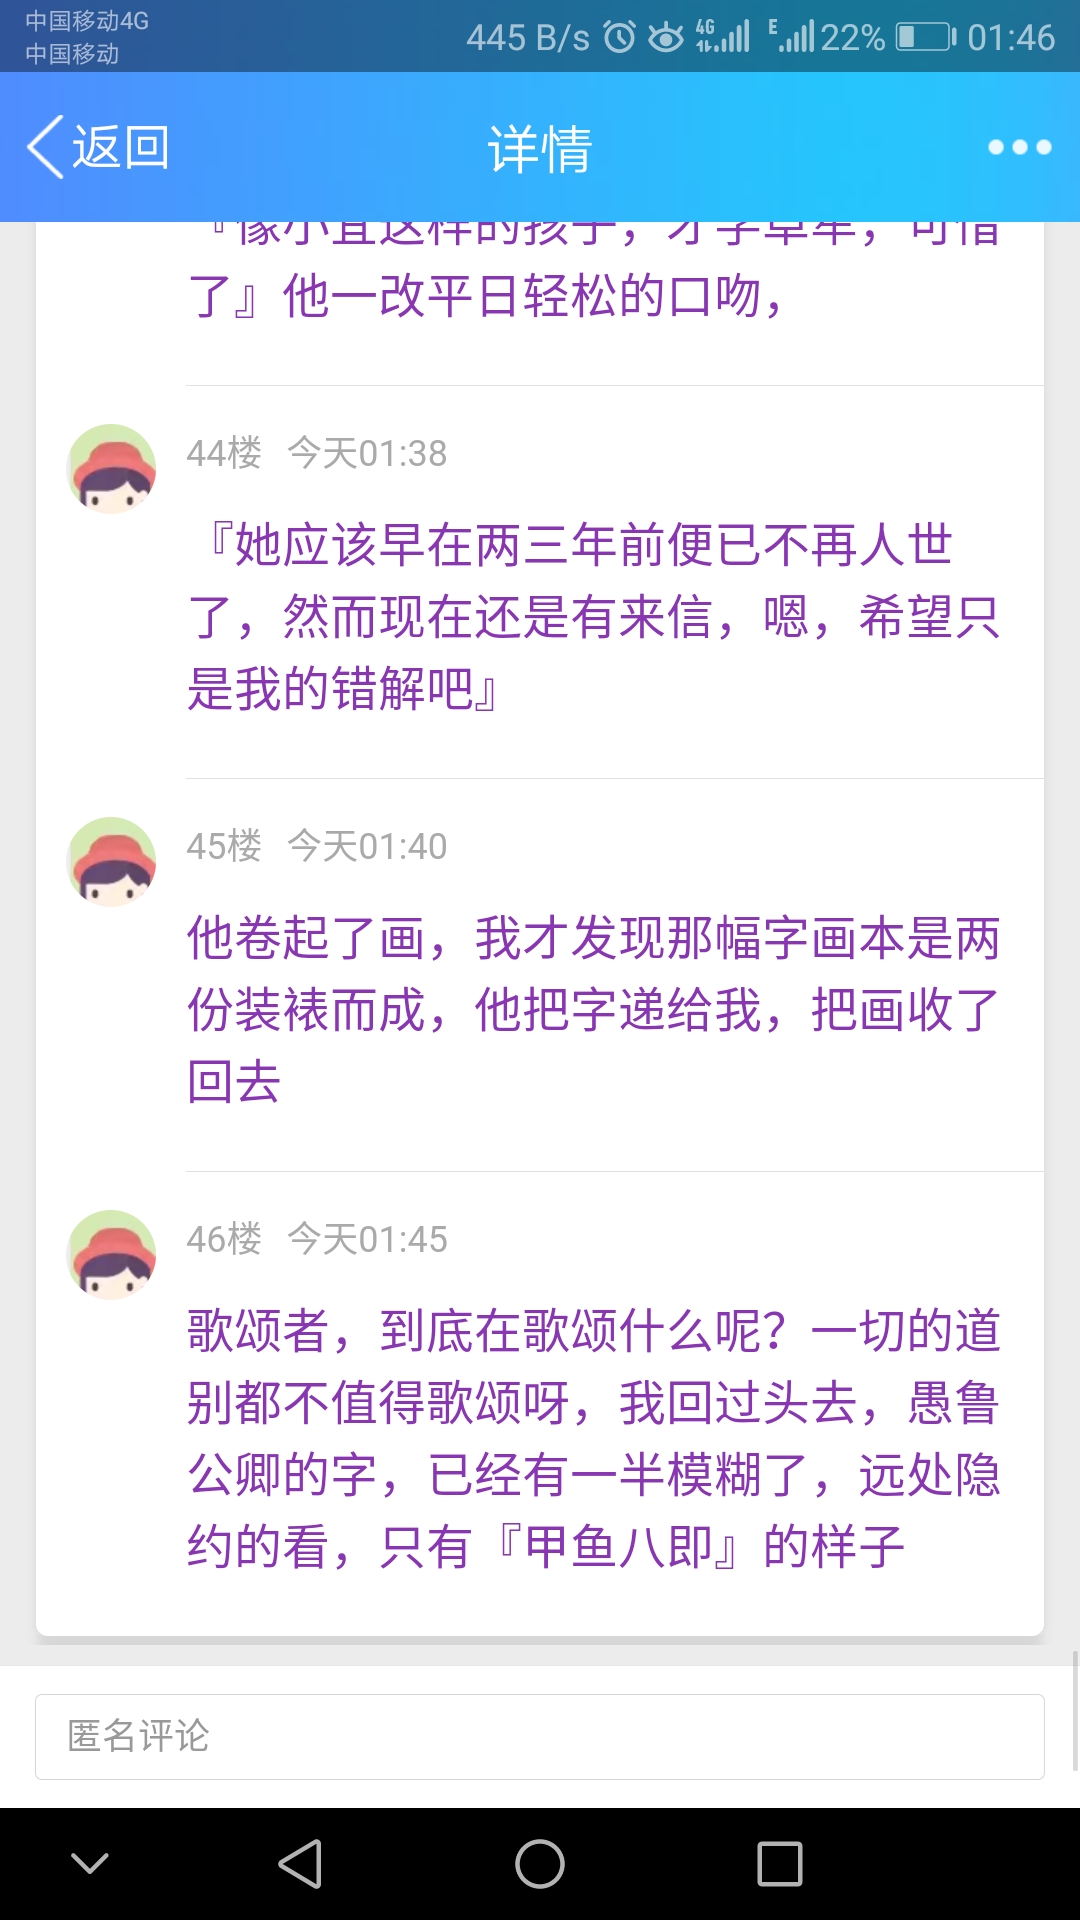 中国移动4G
中国移动
445 B/s 4G E 22% 01:46
返回 详情
『像小宜这样的孩子，才学卓荦，可惜
了』他一改平日轻松的口吻，
44楼 今天01:38
『她应该早在两三年前便已不再人世
了，然而现在还是有来信，嗯，希望只
是我的错解吧』
45楼 今天01:40
他卷起了画，我才发现那幅字画本是两
份装裱而成，他把字递给我，把画收了
回去
46楼 今天01:45
歌颂者，到底在歌颂什么呢？一切的道
别都不值得歌颂呀，我回过头去，愚鲁
公卿的字，已经有一半模糊了，远处隐
约的看，只有『甲鱼八即』的样子
匿名评论